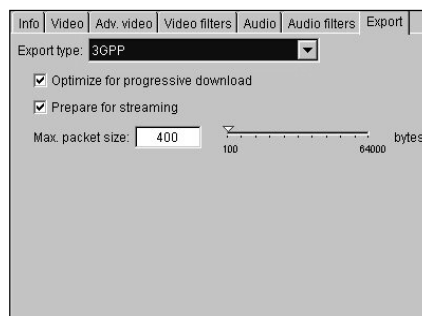 Info Video Adv. video Video filters Audio Audio filters Export
Export type: 3GPP
Optimize for progressive download
Prepare for streaming
Max. packet size: 400 bytes
100 64000